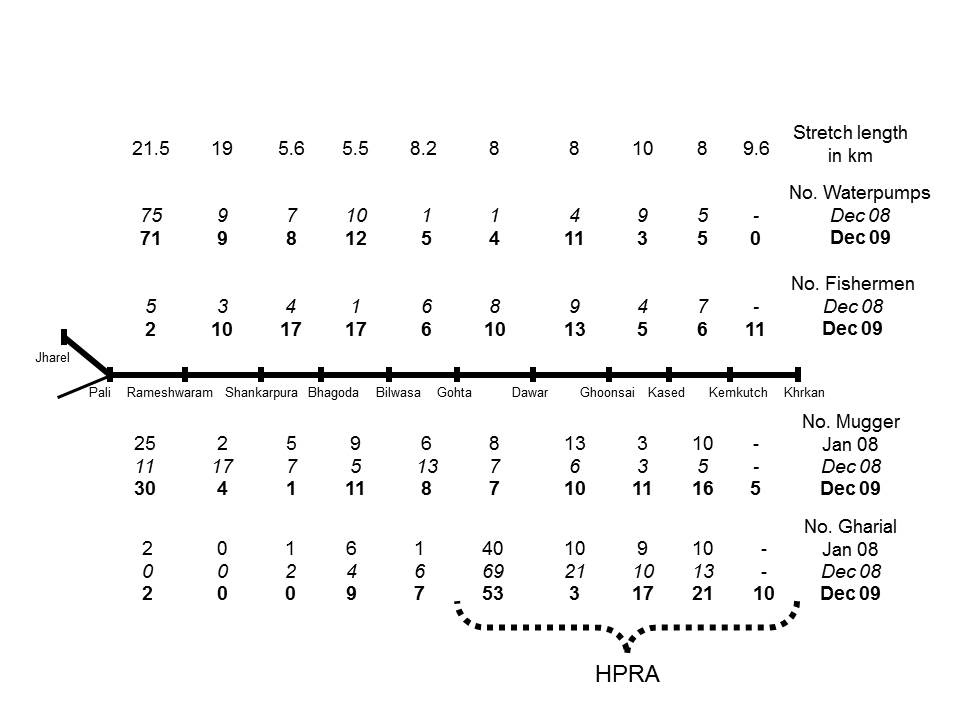 21.5 19 5.6 5.5 8.2 8 8 10 8 9.6 Stretch length
in km
No. Waterpumps
75 9 7 10 1 1 4 9 5 - Dec 08
71 9 8 12 5 4 11 3 5 0 Dec 09
No. Fishermen
5 3 4 1 6 8 9 4 7 - Dec 08
2 10 17 17 6 10 13 5 6 11 Dec 09
Jharel
Pali Rameshwaram Shankarpura Bhagoda Bilwasa Gohta Dawar Ghoonsai Kased Kemkutch Khrkan
No. Mugger
25 2 5 9 6 8 13 3 10 - Jan 08
11 17 7 5 13 7 6 3 5 - Dec 08
30 4 1 11 8 7 10 11 16 5 Dec 09
No. Gharial
2 0 1 6 1 40 10 9 10 - Jan 08
0 0 2 4 6 69 21 10 13 - Dec 08
2 0 0 9 7 53 3 17 21 10 Dec 09
HPRA